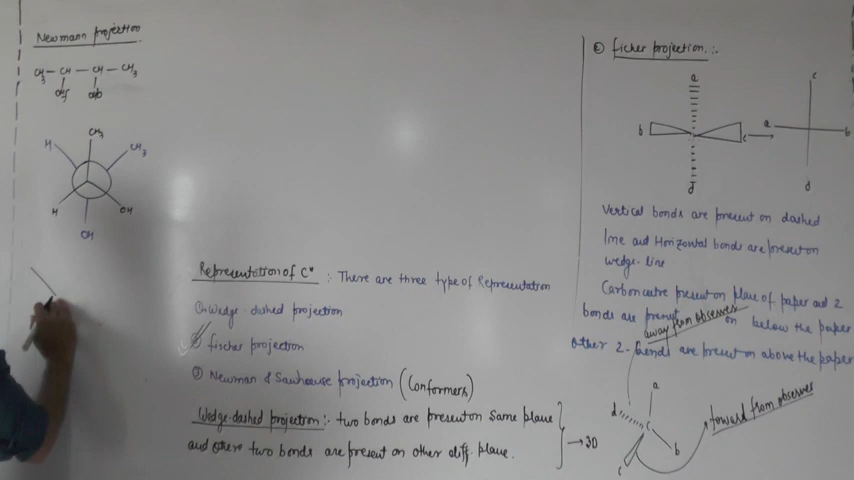 Newmann projection
CH3 – CH – CH – CH3
OH OH
CH3
H CH3
H OH
OH
Representation of C* :- There are three type of Representation
① Wedge-dashed projection
② fischer projection
③ Newman & Sawhouse projection (Conformers)
Wedge-dashed projection :- two bonds are present on same plane
and other two bonds are present on other diff. plane. → 3D
② ficher projection :-
a c
b c a b
d d
Vertical bonds are present on dashed
line and Horizontal bonds are present on
wedge-line
Carbon centre present on plane of paper and 2
bonds are present on below the paper
away from observer
other 2- bonds are present on above the paper
a
d C
b
c
toward from observer